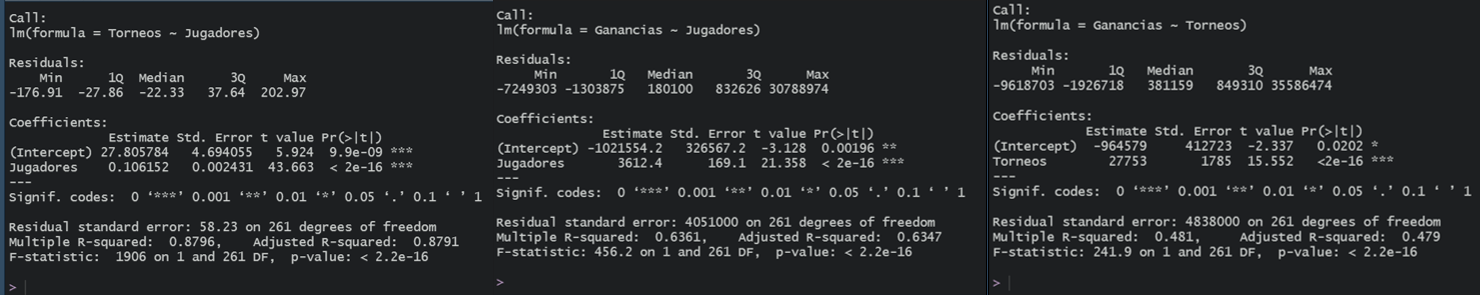 Call:
lm(formula = Torneos ~ Jugadores)
Residuals:
Min 1Q Median 3Q Max
-176.91 -27.86 -22.33 37.64 202.97
Coefficients:
Estimate Std. Error t value Pr(>|t|)
(Intercept) 27.805784 4.694055 5.924 9.9e-09 ***
Jugadores 0.106152 0.002431 43.663 < 2e-16 ***
---
Signif. codes: 0 ‘***’ 0.001 ‘**’ 0.01 ‘*’ 0.05 ‘.’ 0.1 ‘ ’ 1
Residual standard error: 58.23 on 261 degrees of freedom
Multiple R-squared: 0.8796, Adjusted R-squared: 0.8791
F-statistic: 1906 on 1 and 261 DF, p-value: < 2.2e-16
>
Call:
lm(formula = Ganancias ~ Jugadores)
Residuals:
Min 1Q Median 3Q Max
-7249303 -1303875 180100 832626 30788974
Coefficients:
Estimate Std. Error t value Pr(>|t|)
(Intercept) -1021554.2 326567.2 -3.128 0.00196 **
Jugadores 3612.4 169.1 21.358 < 2e-16 ***
---
Signif. codes: 0 ‘***’ 0.001 ‘**’ 0.01 ‘*’ 0.05 ‘.’ 0.1 ‘ ’ 1
Residual standard error: 4051000 on 261 degrees of freedom
Multiple R-squared: 0.6361, Adjusted R-squared: 0.6347
F-statistic: 456.2 on 1 and 261 DF, p-value: < 2.2e-16
>
Call:
lm(formula = Ganancias ~ Torneos)
Residuals:
Min 1Q Median 3Q Max
-9618703 -1926718 381159 849310 35586474
Coefficients:
Estimate Std. Error t value Pr(>|t|)
(Intercept) -964579 412723 -2.337 0.0202 *
Torneos 27753 1785 15.552 <2e-16 ***
---
Signif. codes: 0 ‘***’ 0.001 ‘**’ 0.01 ‘*’ 0.05 ‘.’ 0.1 ‘ ’ 1
Residual standard error: 4838000 on 261 degrees of freedom
Multiple R-squared: 0.481, Adjusted R-squared: 0.479
F-statistic: 241.9 on 1 and 261 DF, p-value: < 2.2e-16
>